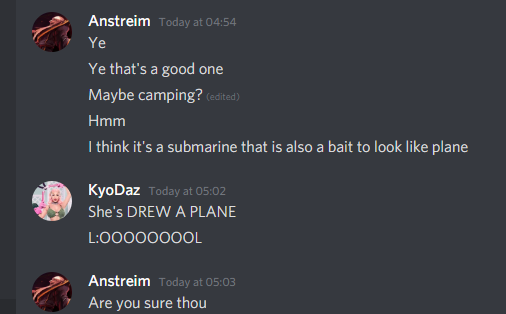 Anstreim Today at 04:54
Ye
Ye that's a good one
Maybe camping? (edited)
Hmm
I think it's a submarine that is also a bait to look like plane
KyoDaz Today at 05:02
She's DREW A PLANE
L:OOOOOOOOL
Anstreim Today at 05:03
Are you sure thou